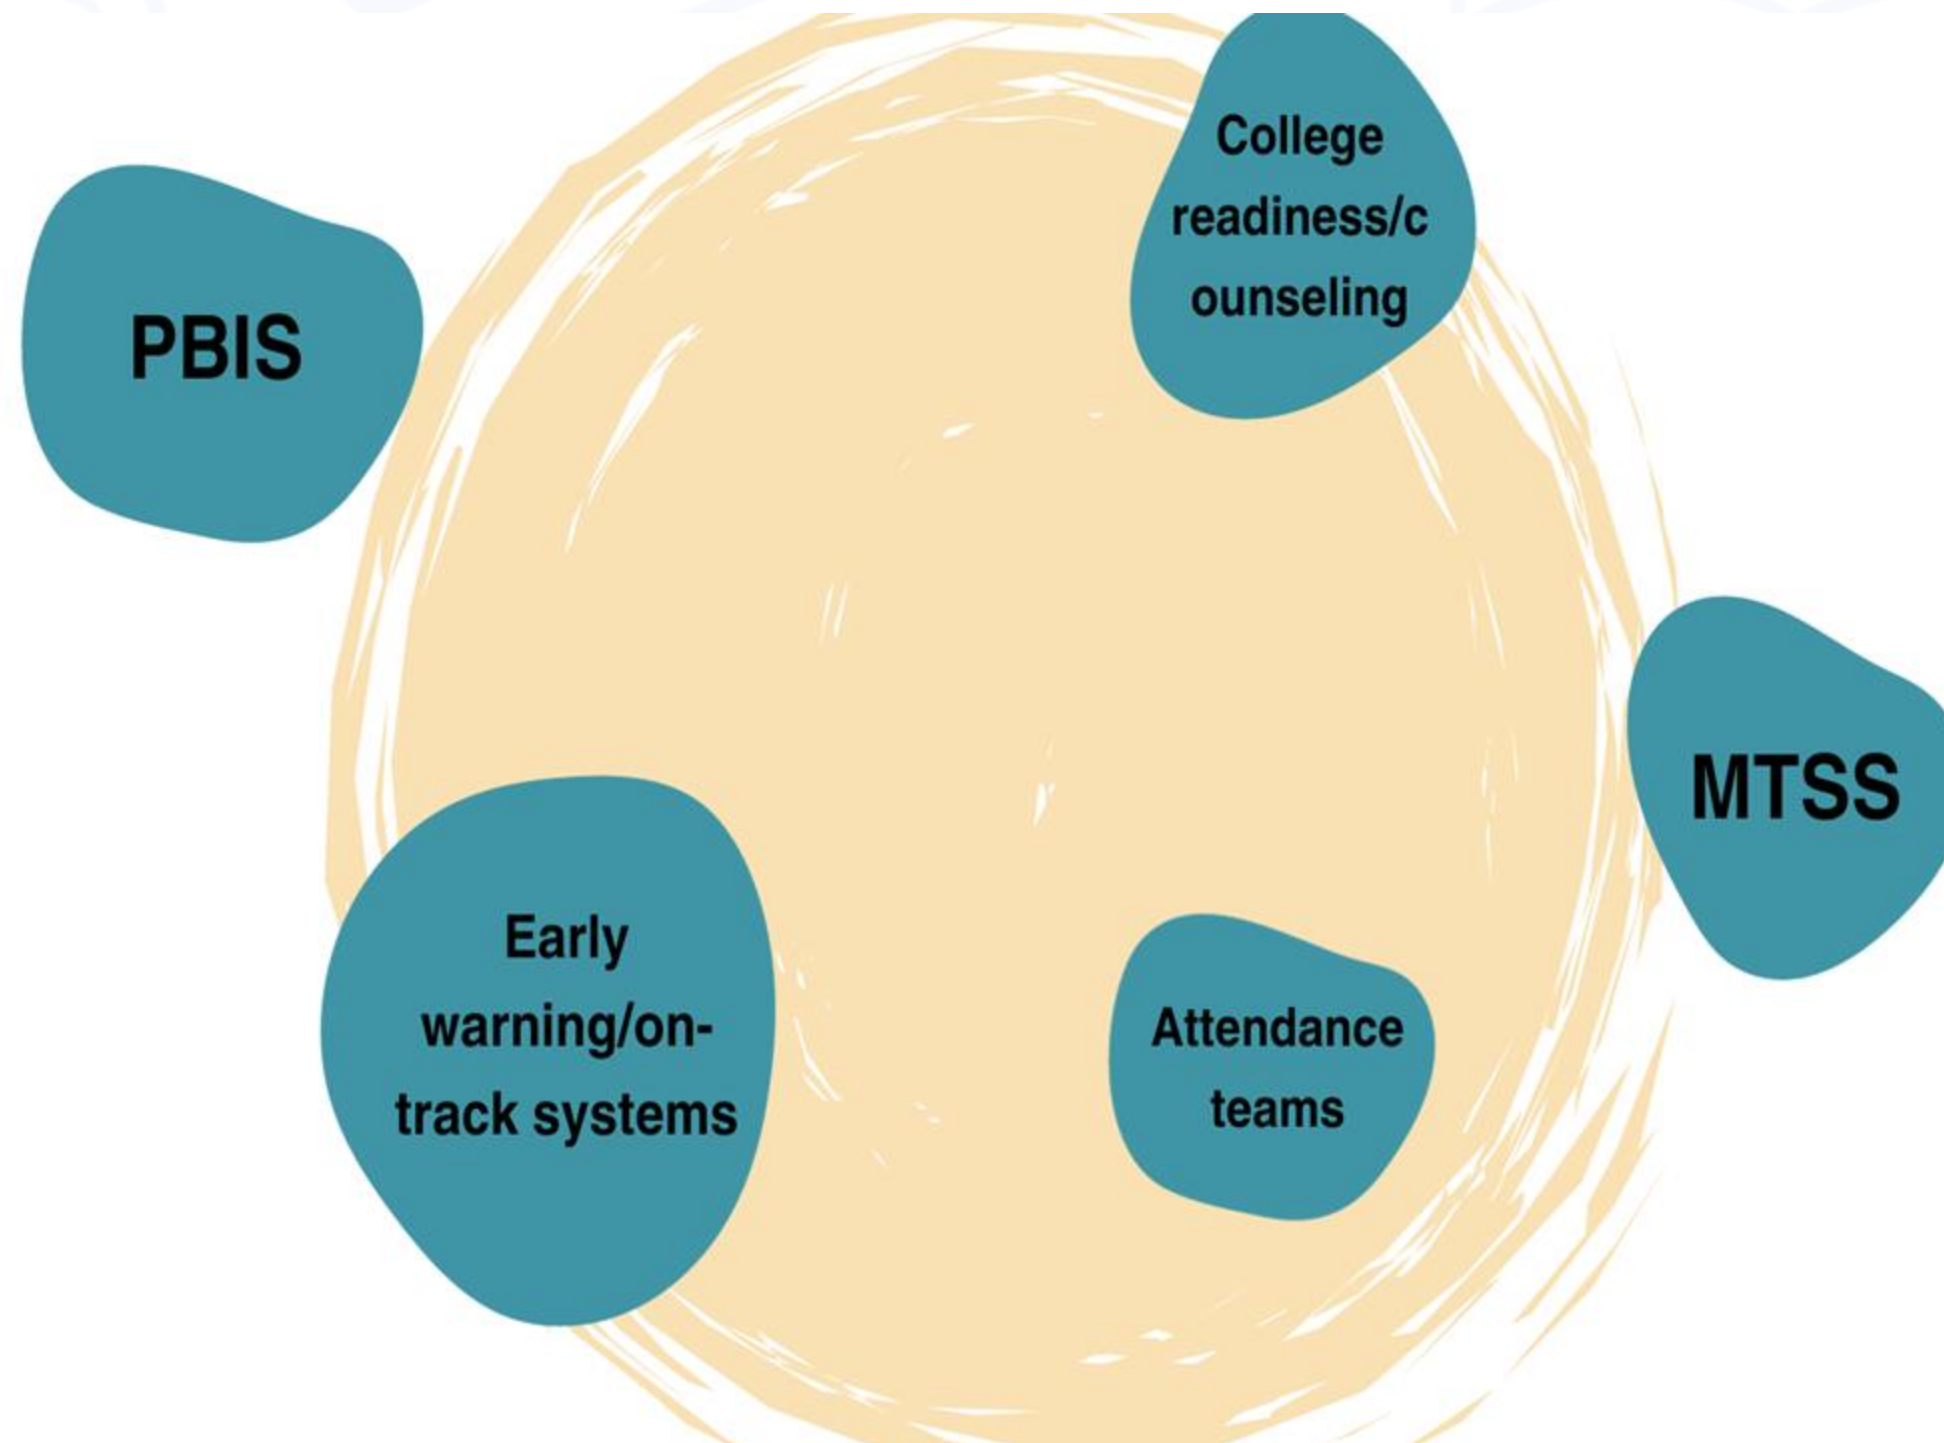 College
readiness/c
ounseling
PBIS
MTSS
Early
warning/on-
track systems
Attendance
teams